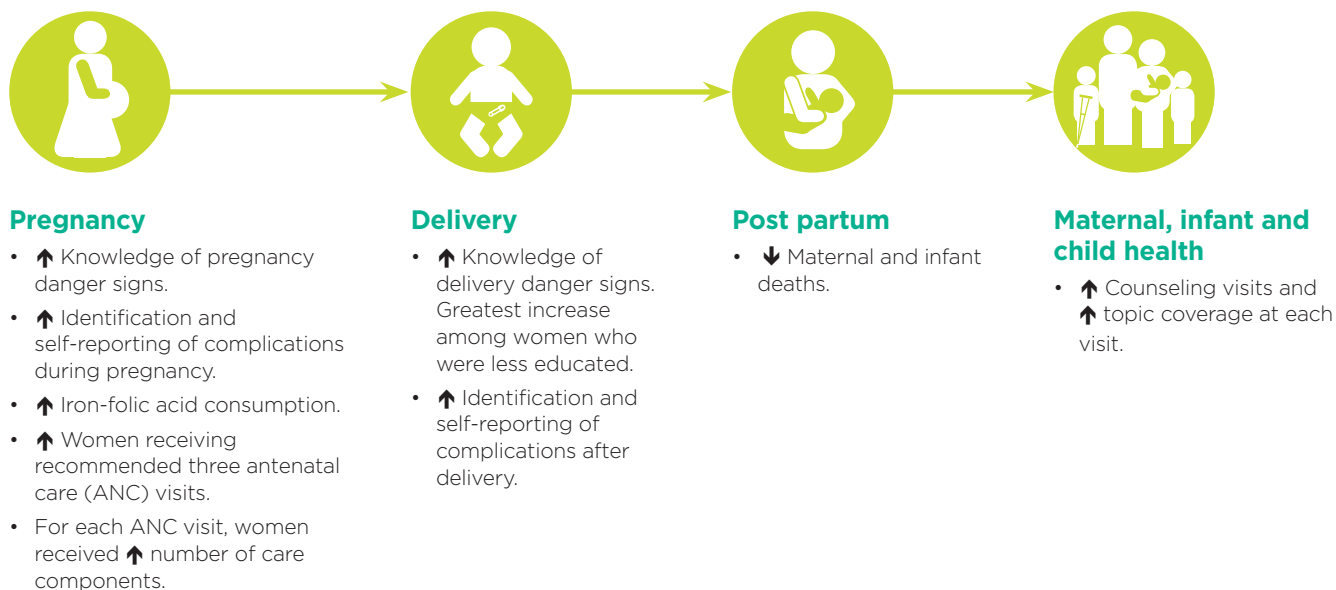 Pregnancy
• ↑ Knowledge of pregnancy
danger signs.
• ↑ Identification and
self-reporting of complications
during pregnancy.
• ↑ Iron-folic acid consumption.
• ↑ Women receiving
recommended three antenatal
care (ANC) visits.
• For each ANC visit, women
received ↑ number of care
components.
Delivery
• ↑ Knowledge of
delivery danger signs.
Greatest increase
among women who
were less educated.
• ↑ Identification and
self-reporting of
complications after
delivery.
Post partum
• ↓ Maternal and infant
deaths.
Maternal, infant and
child health
• ↑ Counseling visits and
↑ topic coverage at each
visit.